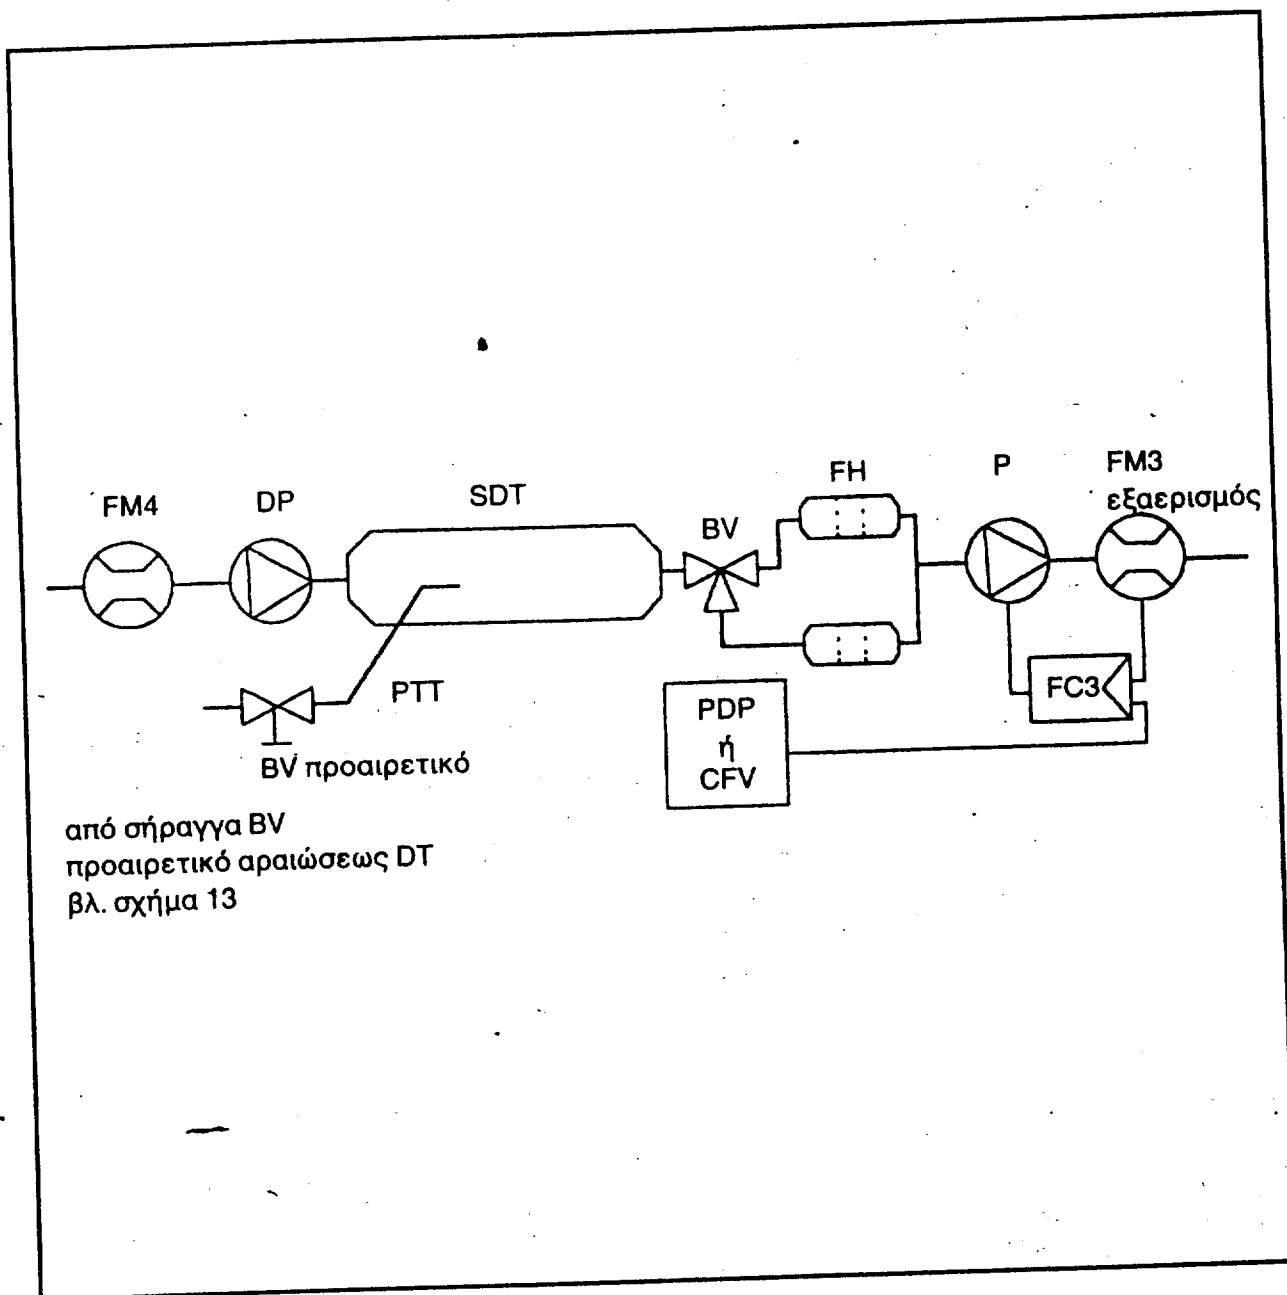 FM4
DP
SDT
BV
FH
P
FM3
εξαερισμός
FC3
PTT
PDP
ή
CFV
BV προαιρετικό
από σήραγγα BV
προαιρετικό αραιώσεως DT
βλ. σχήμα 13